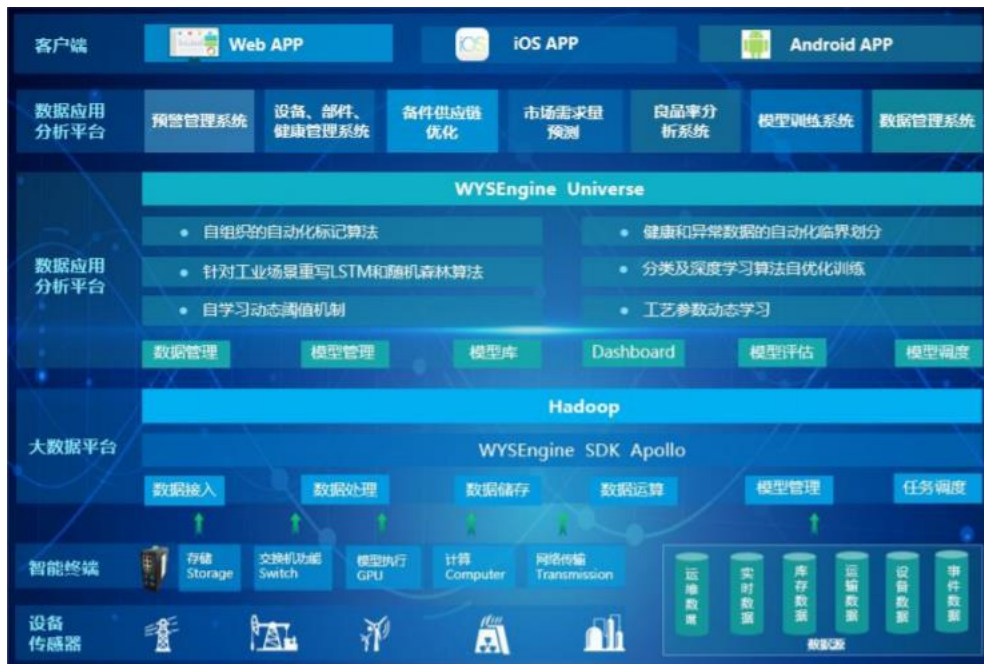 客户端
Web APP
iOS APP
Android APP
数据应用
分析平台
预警管理系统
设备、部件、
健康管理系统
备件供应链
优化
市场需求量
预测
良品率分
析系统
模型训练系统
数据管理系统
数据应用
分析平台
WYSEngine Universe
• 自组织的自动化标记算法
• 健康和异常数据的自动化临界划分
• 针对工业场景重写LSTM和随机森林算法
• 分类及深度学习算法自优化训练
• 自学习动态阈值机制
• 工艺参数动态学习
数据管理
模型管理
模型库
Dashboard
模型评估
模型调度
大数据平台
Hadoop
WYSEngine SDK Apollo
数据接入
数据处理
数据储存
数据运算
模型管理
任务调度
智能终端
存储
Storage
交换机功能
Switch
模型执行
GPU
计算
Computer
网络传输
Transmission
运维数据
实时数据
库存数据
运输数据
设备数据
事件数据
数据源
设备
传感器